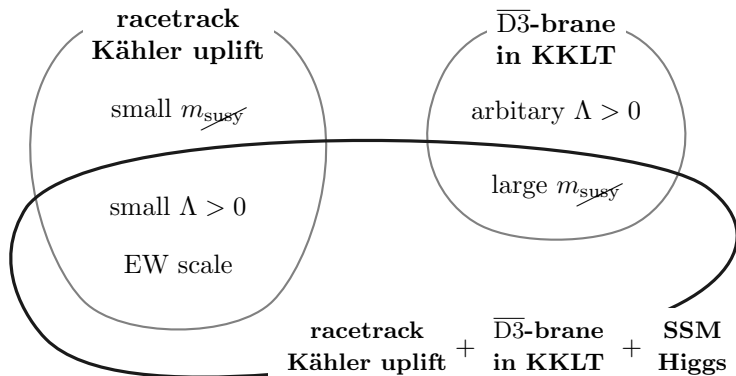 racetrack
Kähler uplift
D3-brane
in KKLT
small m_susy
arbitary Λ > 0
large m_susy
small Λ > 0
EW scale
racetrack
Kähler uplift
+
D3-brane
in KKLT
+
SSM
Higgs